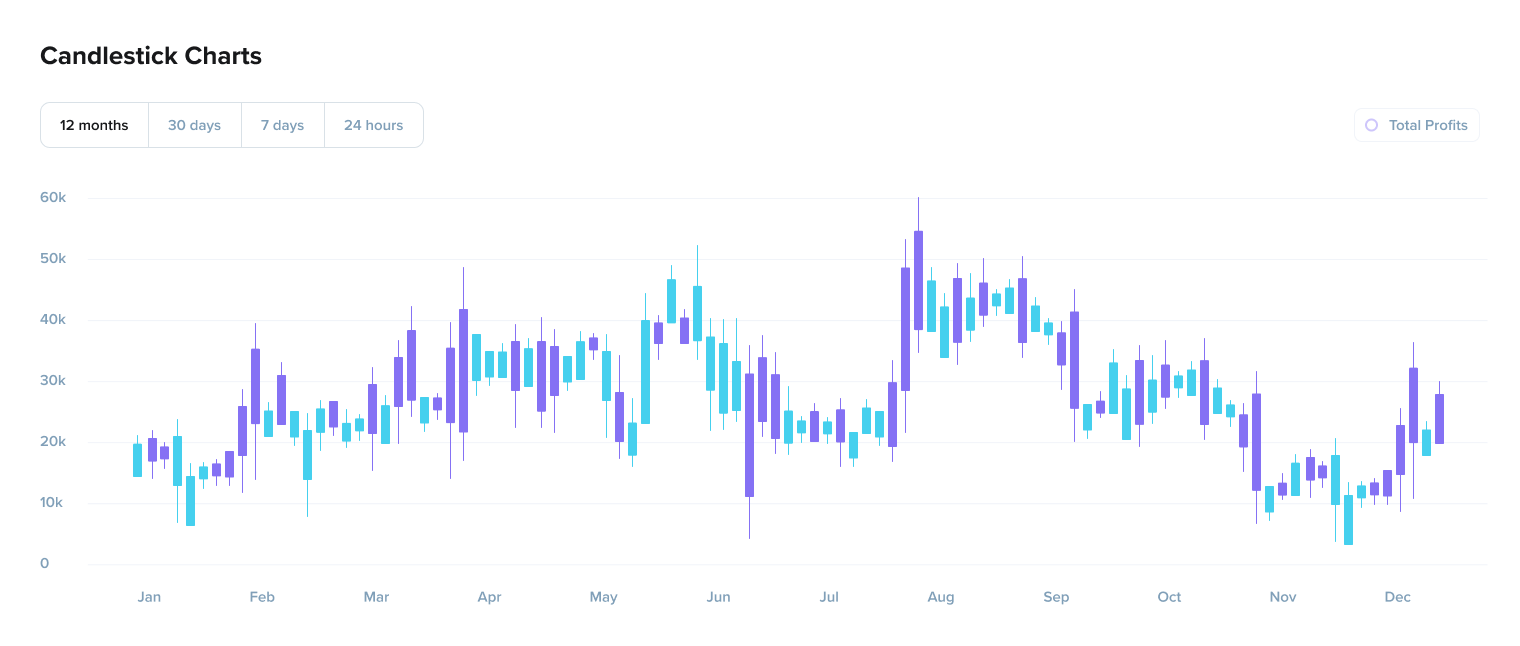 Candlestick Charts
12 months 30 days 7 days 24 hours
Total Profits
60k
50k
40k
30k
20k
10k
0
Jan Feb Mar Apr May Jun Jul Aug Sep Oct Nov Dec